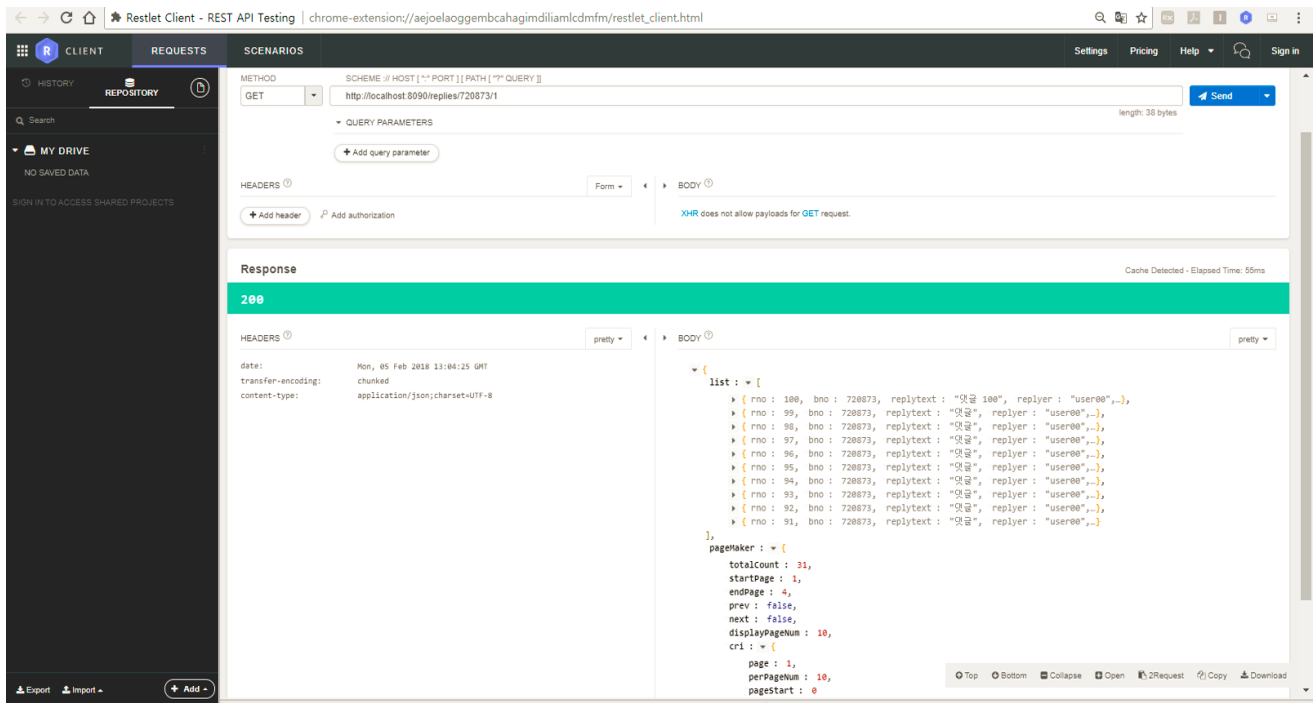 Restlet Client - REST API Testing | chrome-extension://aejoelaoggembcahagimdiliamlcdmfm/restlet_client.html
R CLIENT REQUESTS SCENARIOS Settings Pricing Help Sign in
HISTORY REPOSITORY
Search
MY DRIVE
NO SAVED DATA
SIGN IN TO ACCESS SHARED PROJECTS
METHOD SCHEME :// HOST [ ":" PORT ] [ PATH [ "?" QUERY ]]
GET http://localhost:8090/replies/720873/1 Send
length: 38 bytes
QUERY PARAMETERS
+ Add query parameter
HEADERS ? Form BODY ?
+ Add header Add authorization XHR does not allow payloads for GET request.
Response Cache Detected - Elapsed Time: 55ms
200
HEADERS ? pretty BODY ? pretty
date: Mon, 05 Feb 2018 13:04:25 GMT
transfer-encoding: chunked
content-type: application/json;charset=UTF-8
{
list : [
{ rno : 100, bno : 720873, replytext : "댓글 100", replyer : "user00",…},
{ rno : 99, bno : 720873, replytext : "댓글", replyer : "user00",…},
{ rno : 98, bno : 720873, replytext : "댓글", replyer : "user00",…},
{ rno : 97, bno : 720873, replytext : "댓글", replyer : "user00",…},
{ rno : 96, bno : 720873, replytext : "댓글", replyer : "user00",…},
{ rno : 95, bno : 720873, replytext : "댓글", replyer : "user00",…},
{ rno : 94, bno : 720873, replytext : "댓글", replyer : "user00",…},
{ rno : 93, bno : 720873, replytext : "댓글", replyer : "user00",…},
{ rno : 92, bno : 720873, replytext : "댓글", replyer : "user00",…},
{ rno : 91, bno : 720873, replytext : "댓글", replyer : "user00",…}
],
pageMaker : {
totalCount : 31,
startPage : 1,
endPage : 4,
prev : false,
next : false,
displayPageNum : 10,
cri : {
page : 1,
perPageNum : 10,
pageStart : 0
Top Bottom Collapse Open 2Request Copy Download
Export Import + Add